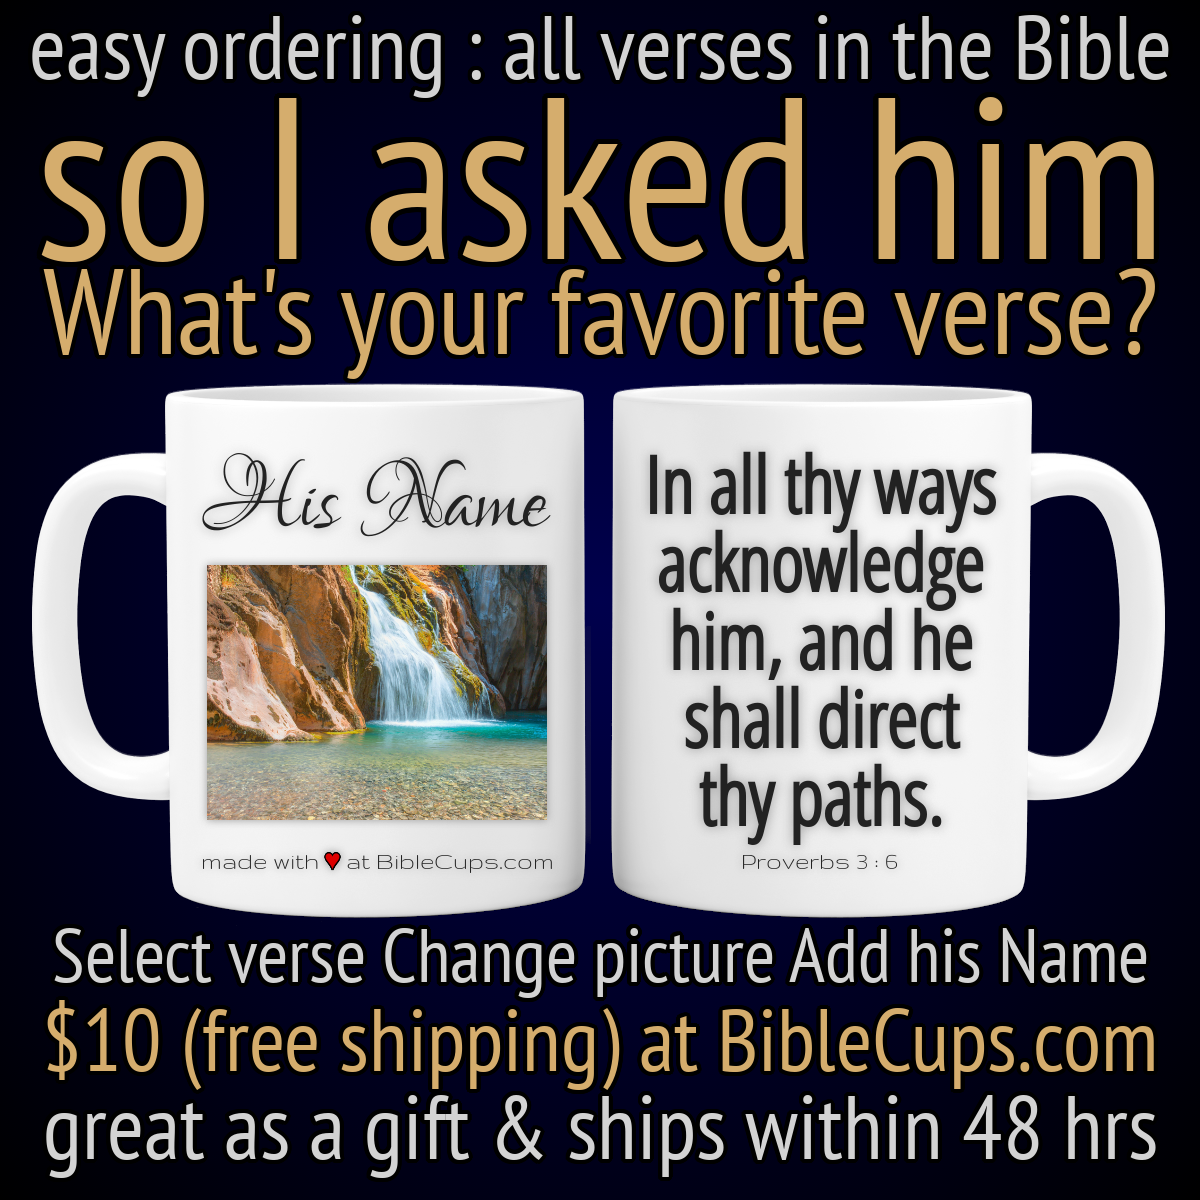 easy ordering : all verses in the Bible
so I asked him
What's your favorite verse?
His Name
made with ♥ at BibleCups.com
In all thy ways
acknowledge
him, and he
shall direct
thy paths.
Proverbs 3 : 6
Select verse Change picture Add his Name
$10 (free shipping) at BibleCups.com
great as a gift & ships within 48 hrs